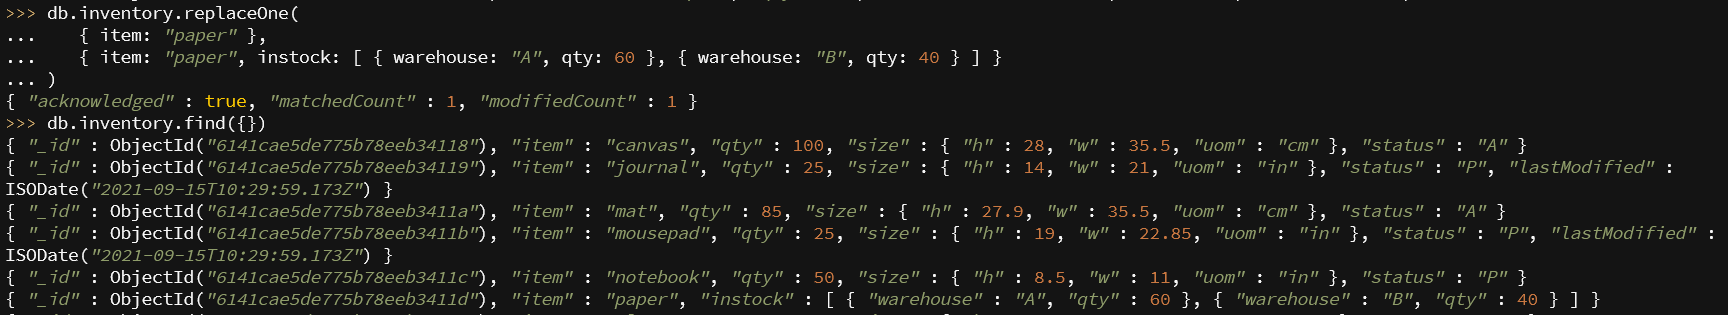 >>> db.inventory.replaceOne(
...    { item: "paper" },
...    { item: "paper", instock: [ { warehouse: "A", qty: 60 }, { warehouse: "B", qty: 40 } ] }
... )
{ "acknowledged" : true, "matchedCount" : 1, "modifiedCount" : 1 }
>>> db.inventory.find({})
{ "_id" : ObjectId("6141cae5de775b78eeb34118"), "item" : "canvas", "qty" : 100, "size" : { "h" : 28, "w" : 35.5, "uom" : "cm" }, "status" : "A" }
{ "_id" : ObjectId("6141cae5de775b78eeb34119"), "item" : "journal", "qty" : 25, "size" : { "h" : 14, "w" : 21, "uom" : "in" }, "status" : "P", "lastModified" :
ISODate("2021-09-15T10:29:59.173Z") }
{ "_id" : ObjectId("6141cae5de775b78eeb3411a"), "item" : "mat", "qty" : 85, "size" : { "h" : 27.9, "w" : 35.5, "uom" : "cm" }, "status" : "A" }
{ "_id" : ObjectId("6141cae5de775b78eeb3411b"), "item" : "mousepad", "qty" : 25, "size" : { "h" : 19, "w" : 22.85, "uom" : "in" }, "status" : "P", "lastModified" :
ISODate("2021-09-15T10:29:59.173Z") }
{ "_id" : ObjectId("6141cae5de775b78eeb3411c"), "item" : "notebook", "qty" : 50, "size" : { "h" : 8.5, "w" : 11, "uom" : "in" }, "status" : "P" }
{ "_id" : ObjectId("6141cae5de775b78eeb3411d"), "item" : "paper", "instock" : [ { "warehouse" : "A", "qty" : 60 }, { "warehouse" : "B", "qty" : 40 } ] }